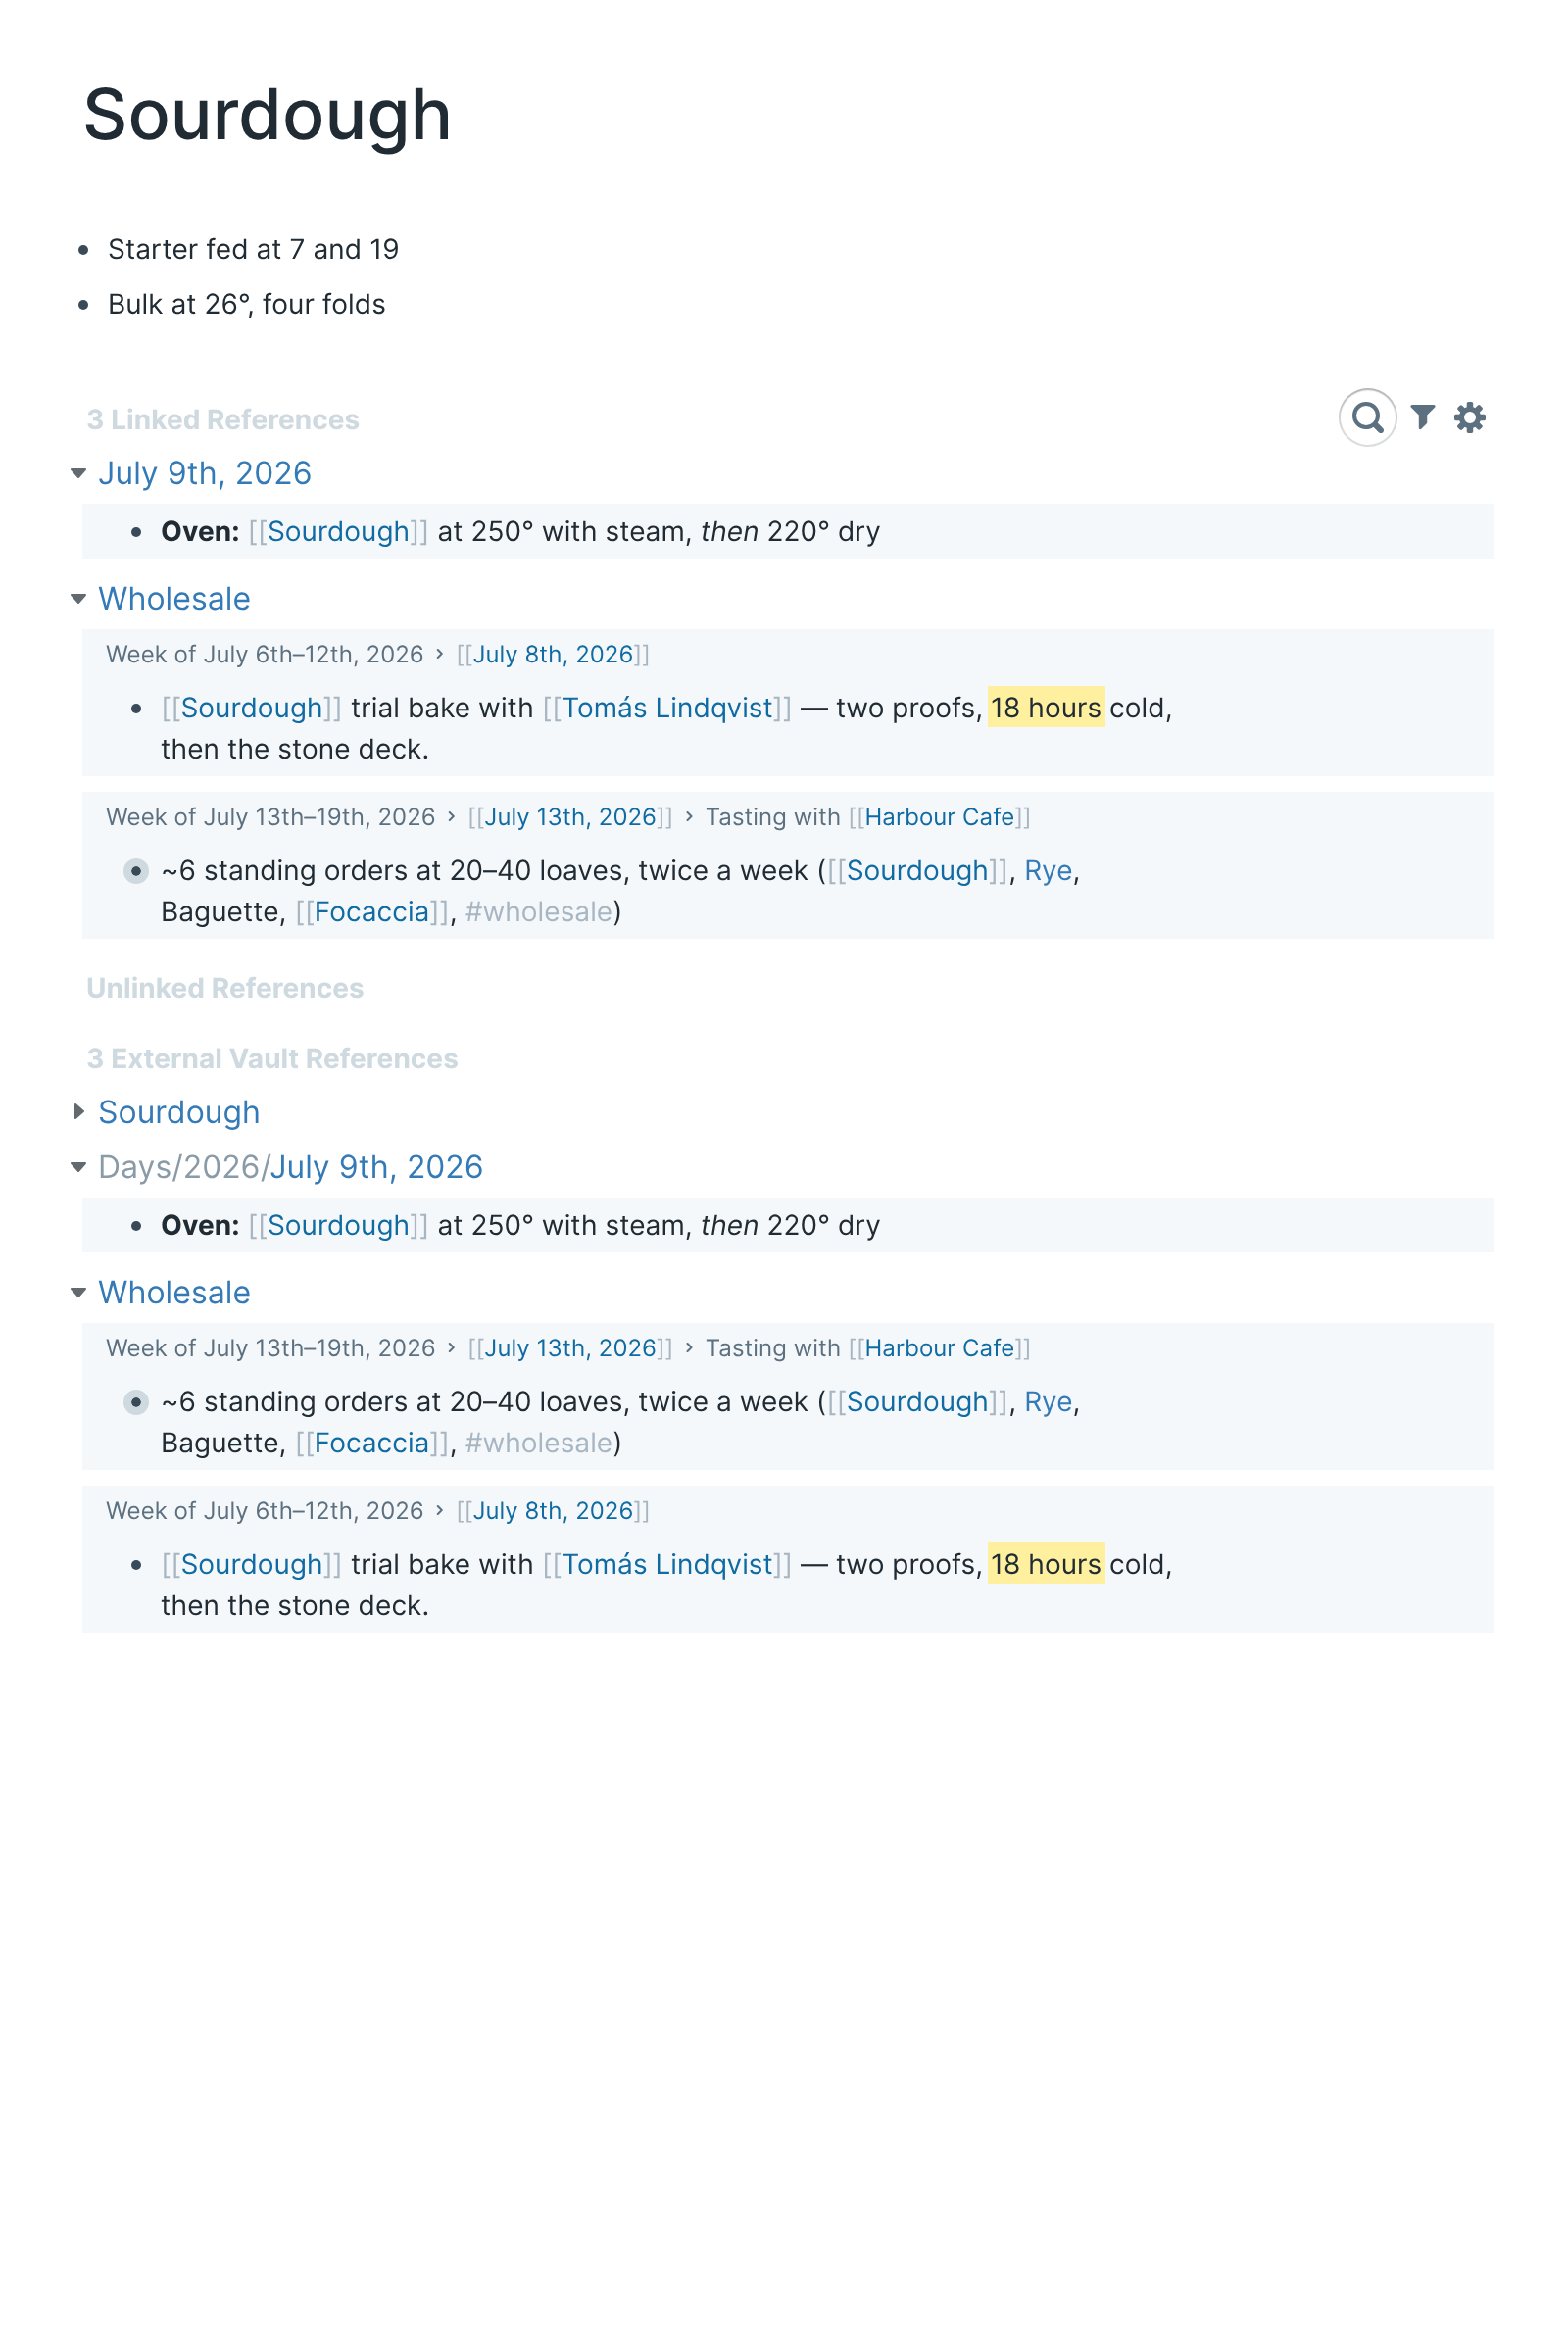 Sourdough
Starter fed at 7 and 19
Bulk at 26°, four folds
3 Linked References
July 9th, 2026
Oven: [[Sourdough]] at 250° with steam, then 220° dry
Wholesale
Week of July 6th–12th, 2026 › [[July 8th, 2026]]
[[Sourdough]] trial bake with [[Tomás Lindqvist]] — two proofs, 18 hours cold,
then the stone deck.
Week of July 13th–19th, 2026 › [[July 13th, 2026]] › Tasting with [[Harbour Cafe]]
~6 standing orders at 20–40 loaves, twice a week ([[Sourdough]], Rye,
Baguette, [[Focaccia]], #wholesale)
Unlinked References
3 External Vault References
Sourdough
Days/2026/July 9th, 2026
Oven: [[Sourdough]] at 250° with steam, then 220° dry
Wholesale
Week of July 13th–19th, 2026 › [[July 13th, 2026]] › Tasting with [[Harbour Cafe]]
~6 standing orders at 20–40 loaves, twice a week ([[Sourdough]], Rye,
Baguette, [[Focaccia]], #wholesale)
Week of July 6th–12th, 2026 › [[July 8th, 2026]]
[[Sourdough]] trial bake with [[Tomás Lindqvist]] — two proofs, 18 hours cold,
then the stone deck.